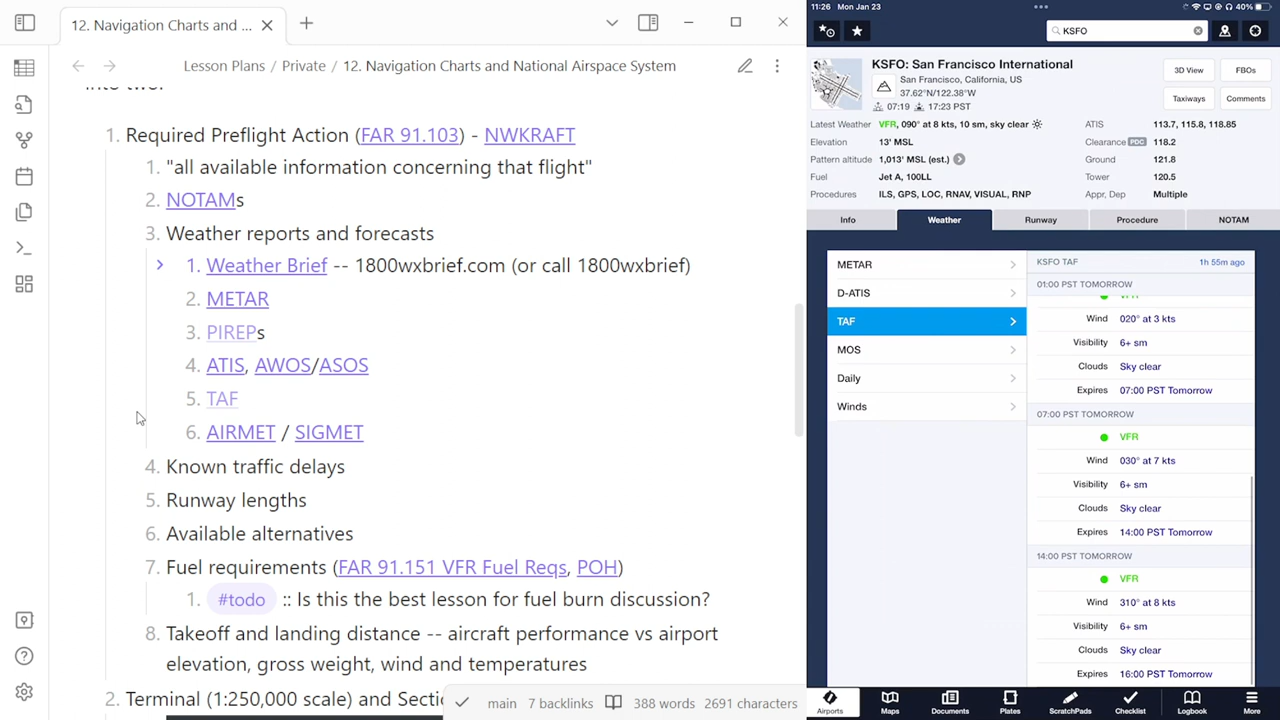 12. Navigation Charts and ...
Lesson Plans / Private / 12. Navigation Charts and National Airspace System
into two:
1. Required Preflight Action (FAR 91.103) - NWKRAFT
1. "all available information concerning that flight"
2. NOTAMs
3. Weather reports and forecasts
1. Weather Brief -- 1800wxbrief.com (or call 1800wxbrief)
2. METAR
3. PIREPs
4. ATIS, AWOS/ASOS
5. TAF
6. AIRMET / SIGMET
4. Known traffic delays
5. Runway lengths
6. Available alternatives
7. Fuel requirements (FAR 91.151 VFR Fuel Reqs, POH)
1. #todo :: Is this the best lesson for fuel burn discussion?
8. Takeoff and landing distance -- aircraft performance vs airport
elevation, gross weight, wind and temperatures
2. Terminal (1:250,000 scale) and Secti
main 7 backlinks 388 words 2691 characters
11:26 Mon Jan 23 40%
KSFO
KSFO: San Francisco International
San Francisco, California, US
37.62°N/122.38°W
07:19 17:23 PST
3D View FBOs
Taxiways Comments
Latest Weather VFR, 090° at 8 kts, 10 sm, sky clear
Elevation 13' MSL
Pattern altitude 1,013' MSL (est.)
Fuel Jet A, 100LL
Procedures ILS, GPS, LOC, RNAV, VISUAL, RNP
ATIS 113.7, 115.8, 118.85
Clearance PDC 118.2
Ground 121.8
Tower 120.5
Appr, Dep Multiple
Info Weather Runway Procedure NOTAM
METAR
D-ATIS
TAF
MOS
Daily
Winds
KSFO TAF 1h 55m ago
01:00 PST TOMORROW
VFR
Wind 020° at 3 kts
Visibility 6+ sm
Clouds Sky clear
Expires 07:00 PST Tomorrow
07:00 PST TOMORROW
VFR
Wind 030° at 7 kts
Visibility 6+ sm
Clouds Sky clear
Expires 14:00 PST Tomorrow
14:00 PST TOMORROW
VFR
Wind 310° at 8 kts
Visibility 6+ sm
Clouds Sky clear
Expires 16:00 PST Tomorrow
Airports Maps Documents Plates ScratchPads Checklist Logbook More